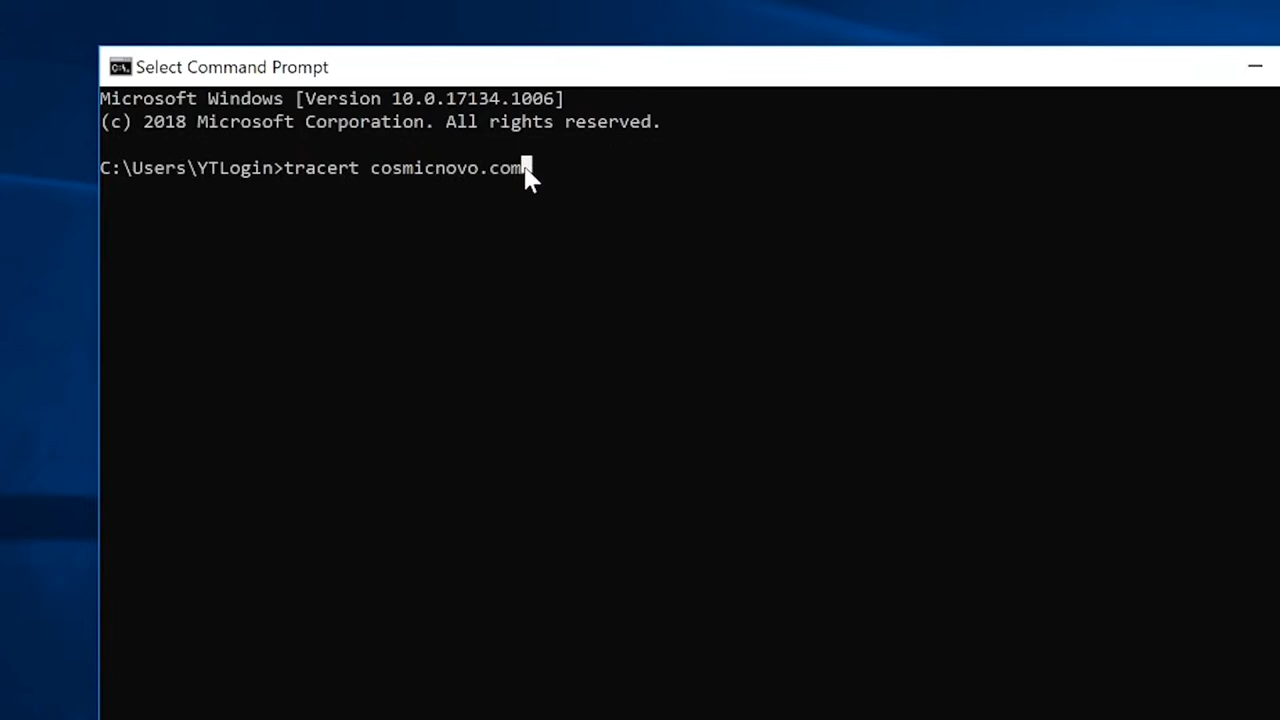 Select Command Prompt
Microsoft Windows [Version 10.0.17134.1006]
(c) 2018 Microsoft Corporation. All rights reserved.
C:\Users\YTLogin>tracert cosmicnovo.com